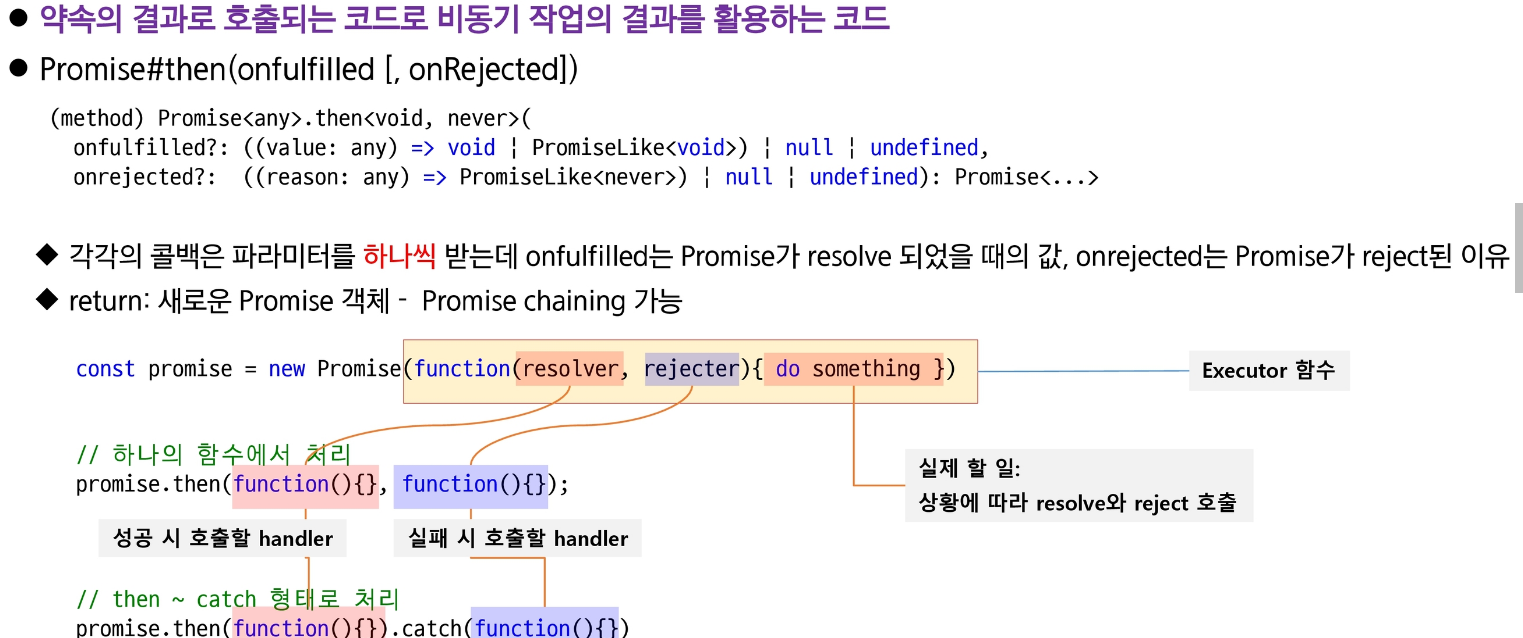 ● 약속의 결과로 호출되는 코드로 비동기 작업의 결과를 활용하는 코드
● Promise#then(onfulfilled [, onRejected])
(method) Promise<any>.then<void, never>(
onfulfilled?: ((value: any) => void ¦ PromiseLike<void>) ¦ null ¦ undefined,
onrejected?: ((reason: any) => PromiseLike<never>) ¦ null ¦ undefined): Promise<...>
◆ 각각의 콜백은 파라미터를 하나씩 받는데 onfulfilled는 Promise가 resolve 되었을 때의 값, onrejected는 Promise가 reject된 이유
◆ return: 새로운 Promise 객체 - Promise chaining 가능
const promise = new Promise(function(resolver, rejecter){ do something })
Executor 함수
// 하나의 함수에서 처리
promise.then(function(){}, function(){});
실제 할 일:
상황에 따라 resolve와 reject 호출
성공 시 호출할 handler
실패 시 호출할 handler
// then ~ catch 형태로 처리
promise.then(function(){}).catch(function(){})